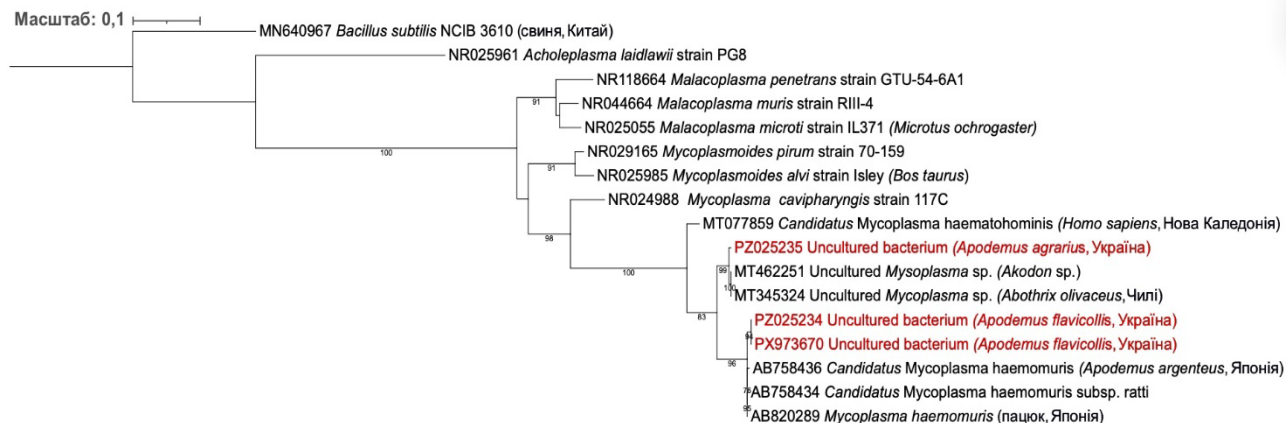 Масштаб: 0,1
MN640967 Bacillus subtilis NCIB 3610 (свиня, Китай)
NR025961 Acholeplasma laidlawii strain PG8
NR118664 Malacoplasma penetrans strain GTU-54-6A1
91
NR044664 Malacoplasma muris strain RIII-4
NR025055 Malacoplasma microti strain IL371 (Microtus ochrogaster)
100
NR029165 Mycoplasmoides pirum strain 70-159
91
NR025985 Mycoplasmoides alvi strain Isley (Bos taurus)
NR024988 Mycoplasma cavipharyngis strain 117C
MT077859 Candidatus Mycoplasma haematohominis (Homo sapiens, Нова Каледонія)
98
PZ025235 Uncultured bacterium (Apodemus agrarius, Україна)
99
100
MT462251 Uncultured Mysoplasma sp. (Akodon sp.)
100
MT345324 Uncultured Mycoplasma sp. (Abothrix olivaceus, Чилі)
83
PZ025234 Uncultured bacterium (Apodemus flavicollis, Україна)
PX973670 Uncultured bacterium (Apodemus flavicollis, Україна)
96
AB758436 Candidatus Mycoplasma haemomuris (Apodemus argenteus, Японія)
AB758434 Candidatus Mycoplasma haemomuris subsp. ratti
AB820289 Mycoplasma haemomuris (пацюк, Японія)